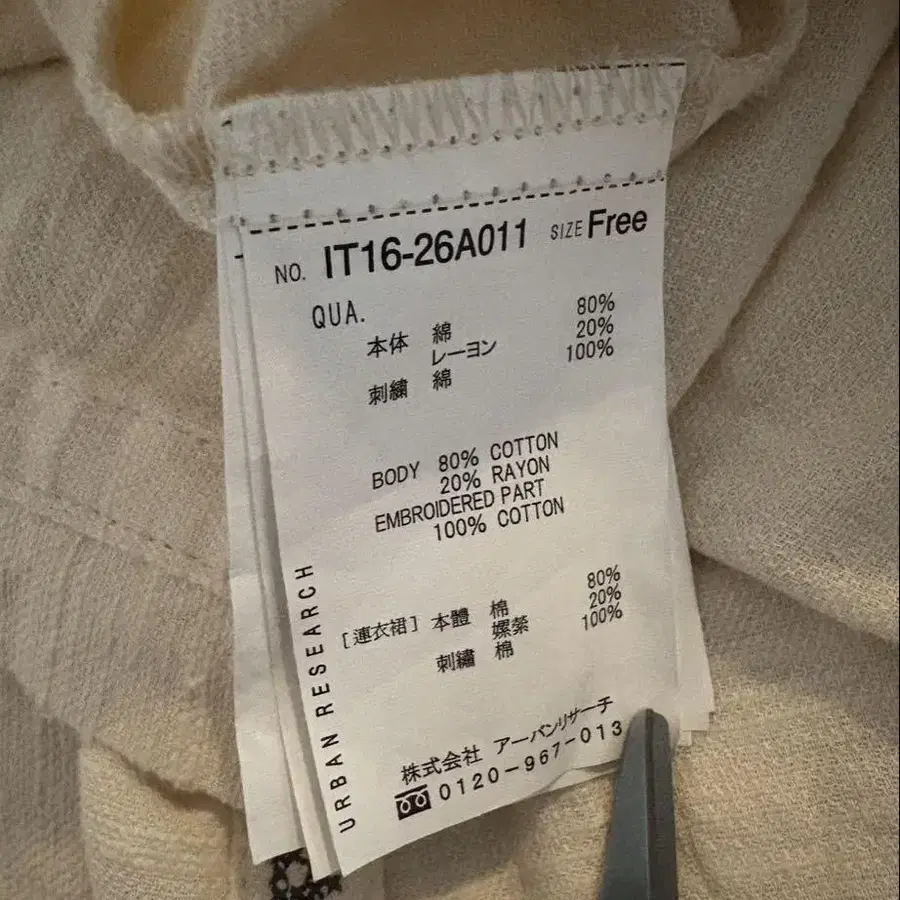 NO. IT16-26A011 SIZE Free
QUA.
本体 綿 80%
レーヨン 20%
刺繍 綿 100%
BODY 80% COTTON
20% RAYON
EMBROIDERED PART
100% COTTON
[連衣裙] 本體 棉 80%
嫘縈 20%
刺繡 棉 100%
URBAN RESEARCH
株式会社 アーバンリサーチ
0120-967-013